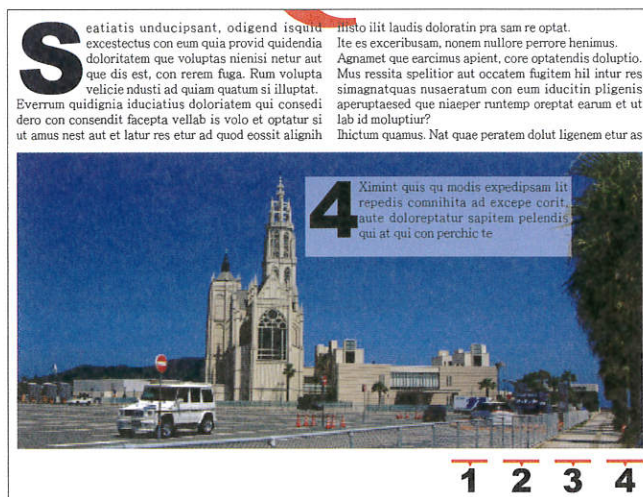 S
eatiatis unducipsant, odigend isquid
excestectus con eum quia provid quidendia
doloritatem que voluptas nienisi netur aut
que dis est, con rerem fuga. Rum volupta
velicie ndusti ad quiam quatum si illuptat.
Everrum quidignia iduciatius doloriatem qui consedi
dero con consendit facepta vellab is volo et optatur si
ut amus nest aut et latur res etur ad quod eossit alignih
illisto ilit laudis doloratin pra sam re optat.
Ite es exceribusam, nonem nullore perrore henimus.
Agnamet que earcimus apient, core optatendis doluptio.
Mus ressita spelitior aut occatem fugitem hil intur res
simagnatquas nusaeratum con eum iducitin pligenis
aperuptaesed que niaeper runtemp oreptat earum et ut
lab id moluptiur?
Ihictum quamus. Nat quae peratem dolut ligenem etur as
4
Ximint quis qu modis expedipsam lit
repedis comnihita ad excepe corit,
aute doloreptatur sapitem pelendis
qui at qui con perchic te
1 2 3 4